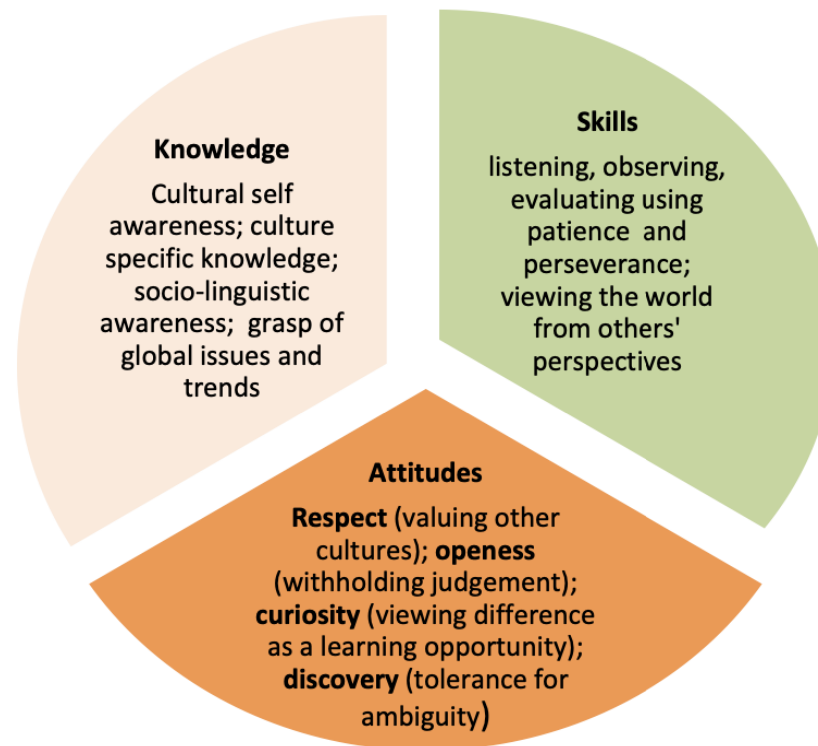 Knowledge
Cultural self
awareness; culture
specific knowledge;
socio-linguistic
awareness; grasp of
global issues and
trends
Skills
listening, observing,
evaluating using
patience and
perseverance;
viewing the world
from others'
perspectives
Attitudes
Respect (valuing other
cultures); openess
(withholding judgement);
curiosity (viewing difference
as a learning opportunity);
discovery (tolerance for
ambiguity)